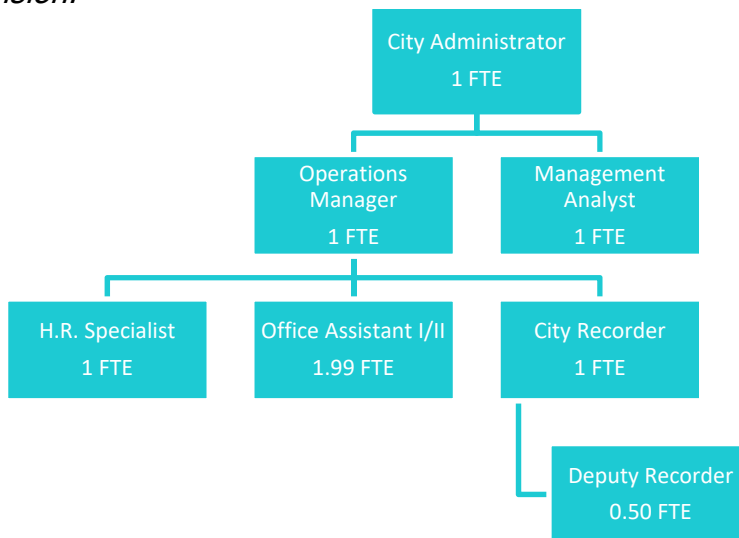 City Administrator
1 FTE
Operations
Manager
1 FTE
Management
Analyst
1 FTE
H.R. Specialist
1 FTE
Office Assistant I/II
1.99 FTE
City Recorder
1 FTE
Deputy Recorder
0.50 FTE